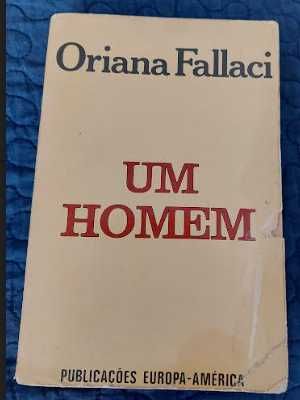 Oriana Fallaci
UM
HOMEM
PUBLICAÇÕES EUROPA-AMÉRICA